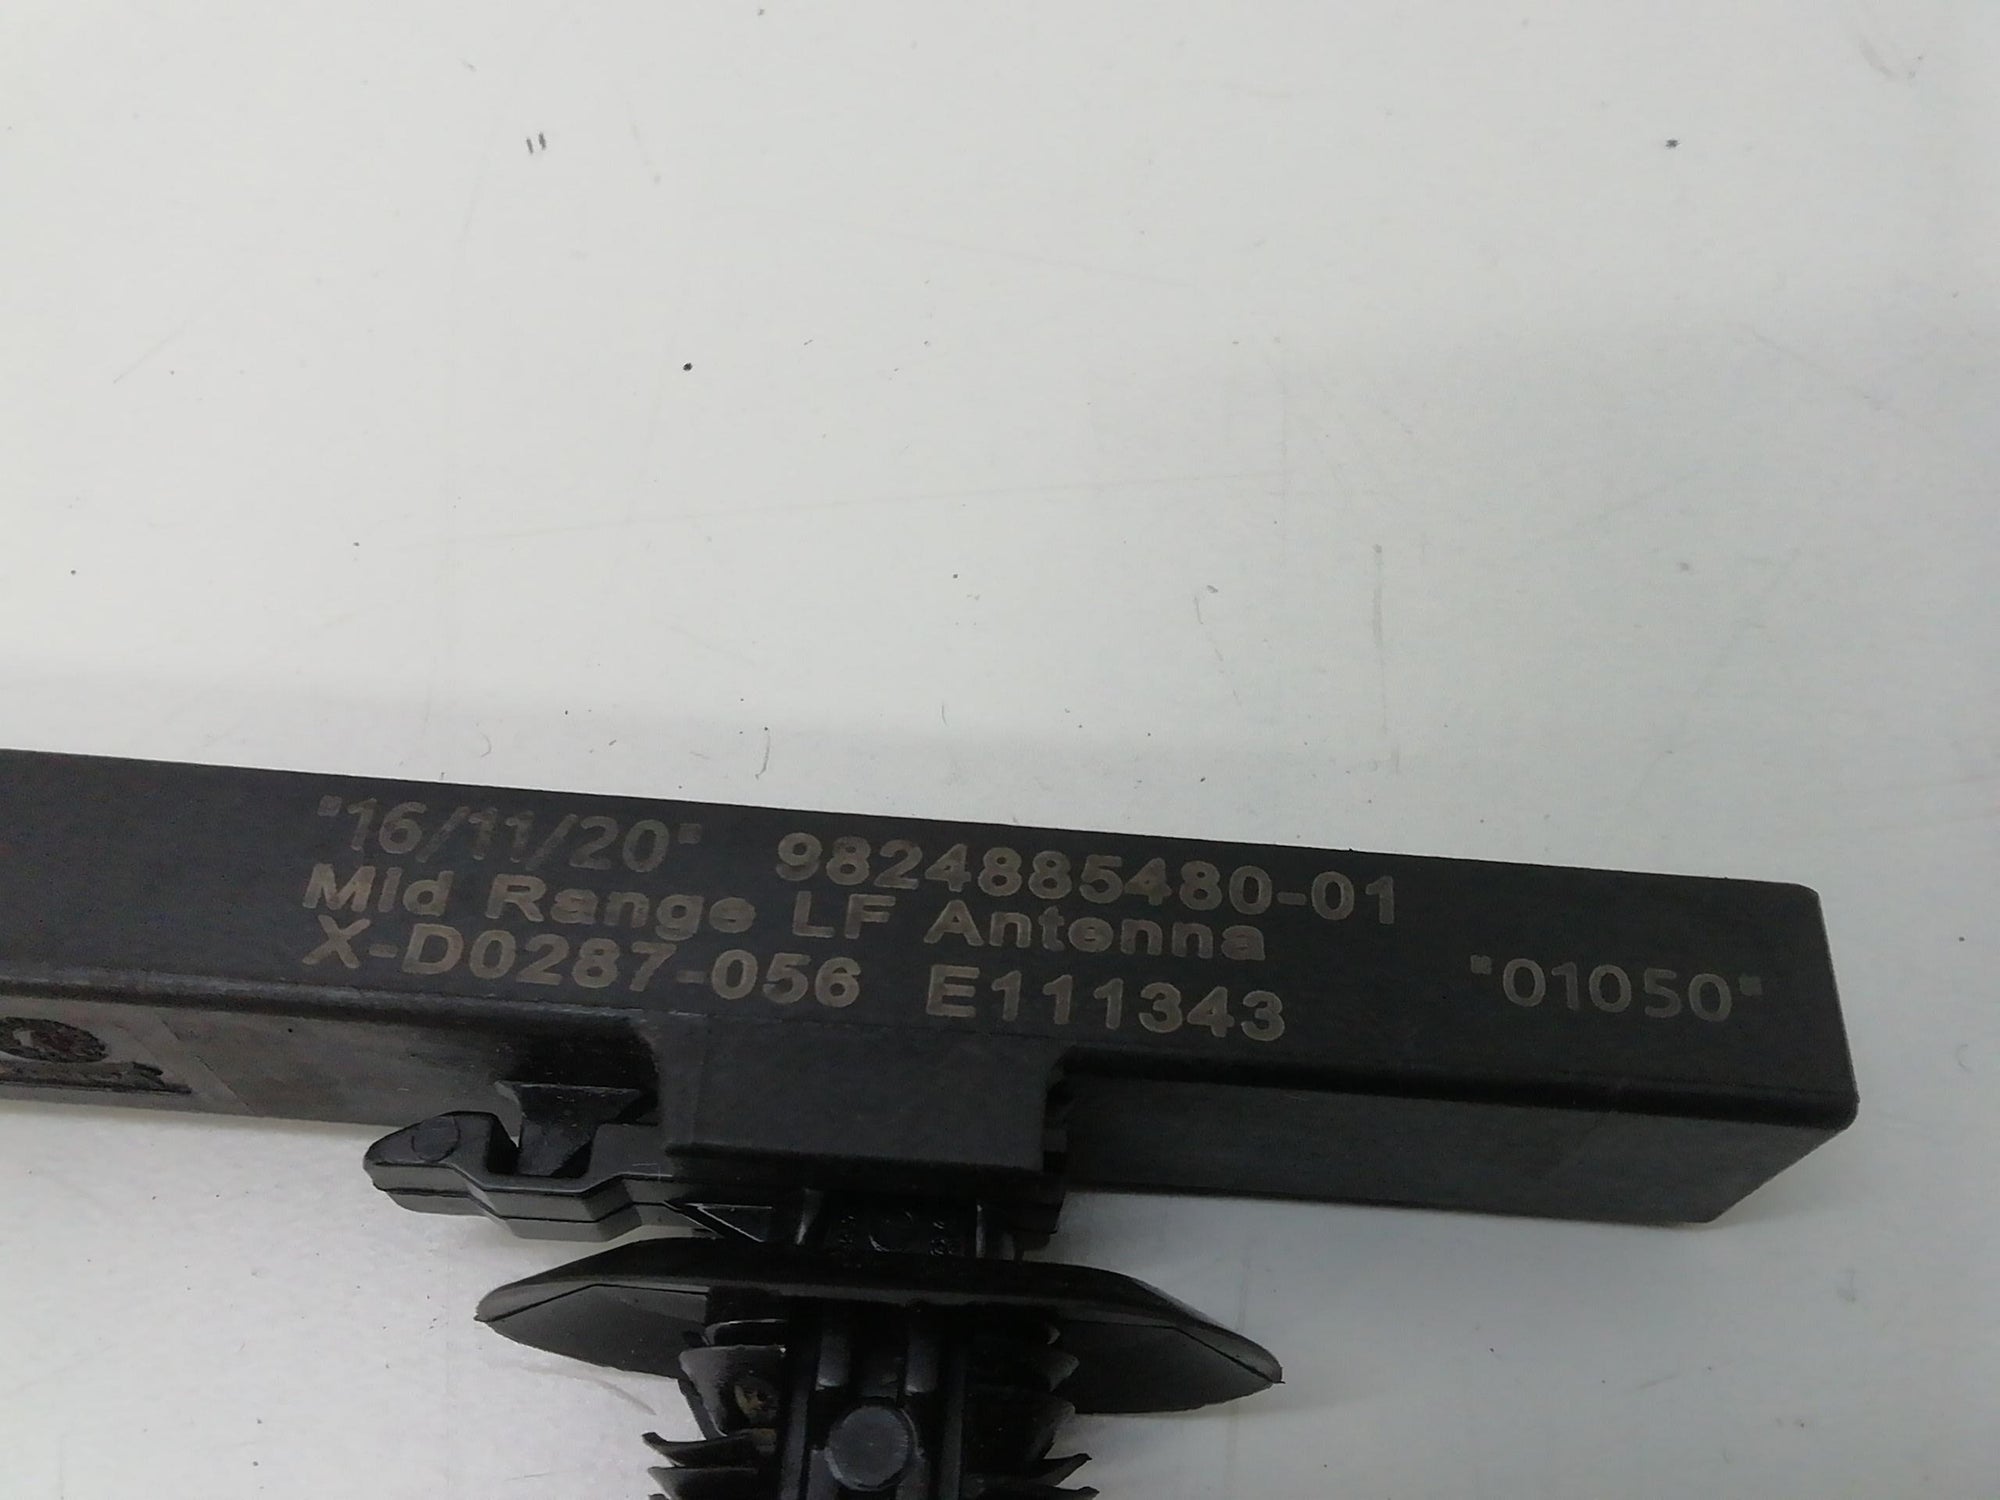 "16/11/20" 9824885480-01
Mid Range LF Antenna
X-D0287-056 E111343 "01050"